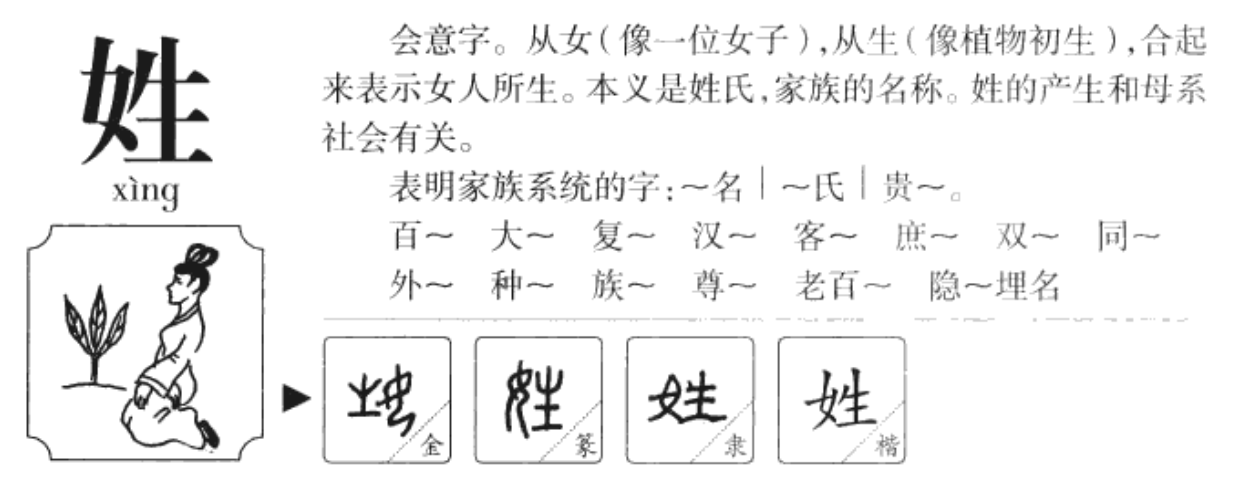 姓
xìng
会意字。从女(像一位女子),从生(像植物初生),合起
来表示女人所生。本义是姓氏,家族的名称。姓的产生和母系
社会有关。
表明家族系统的字:～名｜～氏｜贵～。
百～ 大～ 复～ 汉～ 客～ 庶～ 双～ 同～
外～ 种～ 族～ 尊～ 老百～ 隐～埋名
姓 金
姓 篆
姓 隶
姓 楷